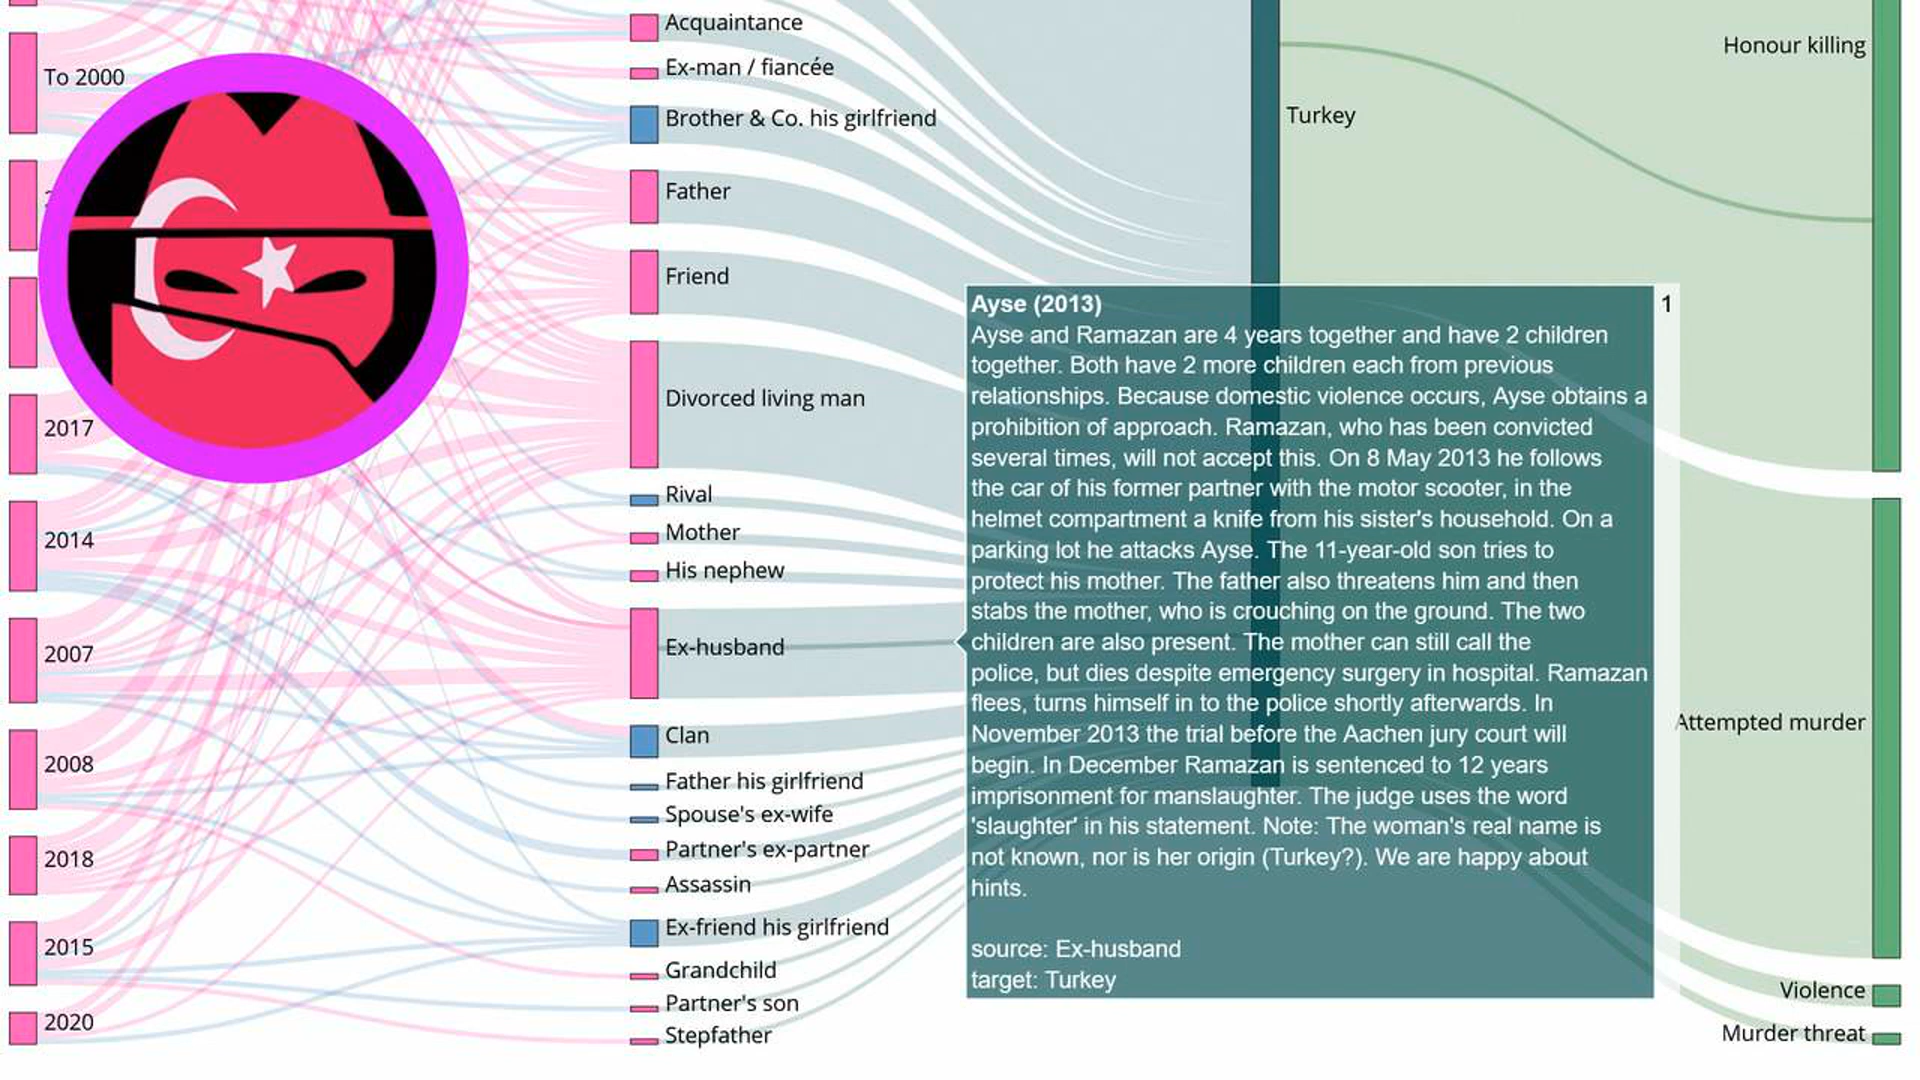 To 2000
2017
2014
2007
2008
2018
2015
2020
Acquaintance
Ex-man / fiancée
Brother & Co. his girlfriend
Father
Friend
Divorced living man
Rival
Mother
His nephew
Ex-husband
Clan
Father his girlfriend
Spouse's ex-wife
Partner's ex-partner
Assassin
Ex-friend his girlfriend
Grandchild
Partner's son
Stepfather
Turkey
Ayse (2013)
Ayse and Ramazan are 4 years together and have 2 children
together. Both have 2 more children each from previous
relationships. Because domestic violence occurs, Ayse obtains a
prohibition of approach. Ramazan, who has been convicted
several times, will not accept this. On 8 May 2013 he follows
the car of his former partner with the motor scooter, in the
helmet compartment a knife from his sister's household. On a
parking lot he attacks Ayse. The 11-year-old son tries to
protect his mother. The father also threatens him and then
stabs the mother, who is crouching on the ground. The two
children are also present. The mother can still call the
police, but dies despite emergency surgery in hospital. Ramazan
flees, turns himself in to the police shortly afterwards. In
November 2013 the trial before the Aachen jury court will
begin. In December Ramazan is sentenced to 12 years
imprisonment for manslaughter. The judge uses the word
'slaughter' in his statement. Note: The woman's real name is
not known, nor is her origin (Turkey?). We are happy about
hints.
source: Ex-husband
target: Turkey
1
Honour killing
Attempted murder
Violence
Murder threat